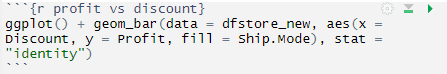 ```{r profit vs discount}
ggplot() + geom_bar(data = dfstore_new, aes(x =
Discount, y = Profit, fill = Ship.Mode), stat =
"identity")
```